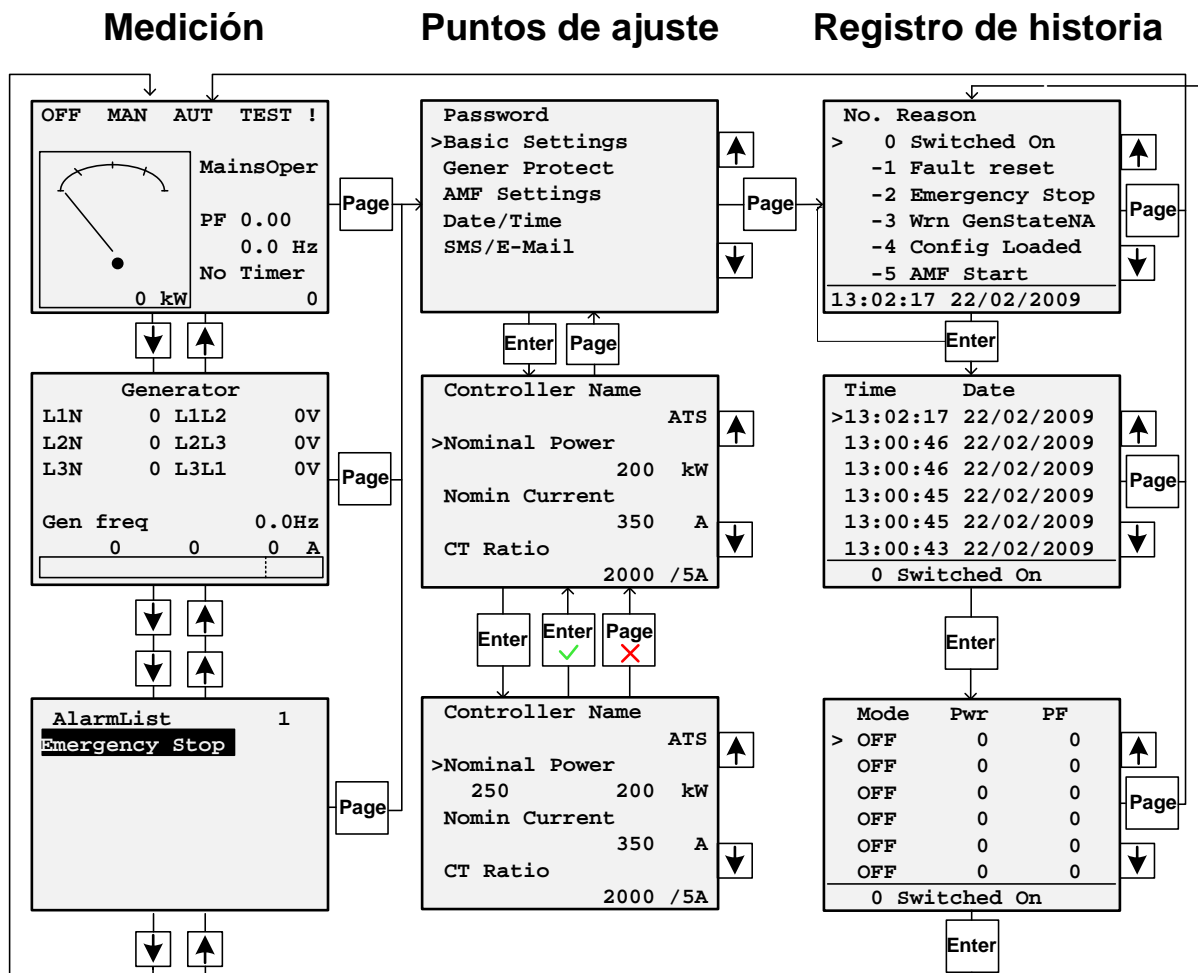 Medición
Puntos de ajuste
Registro de historia
OFF MAN AUT TEST !
MainsOper
PF 0.00
0.0 Hz
No Timer
0 kW 0
Page
Generator
L1N 0 L1L2 0V
L2N 0 L2L3 0V
L3N 0 L3L1 0V
Gen freq 0.0Hz
0 0 0 A
Page
AlarmList 1
Emergency Stop
Page
Password
>Basic Settings
Gener Protect
AMF Settings
Date/Time
SMS/E-Mail
Page
Enter
Page
Controller Name
ATS
>Nominal Power
200 kW
Nomin Current
350 A
CT Ratio
2000 /5A
Enter
Enter
Page
Controller Name
ATS
>Nominal Power
250 200 kW
Nomin Current
350 A
CT Ratio
2000 /5A
No. Reason
> 0 Switched On
-1 Fault reset
-2 Emergency Stop
-3 Wrn GenStateNA
-4 Config Loaded
-5 AMF Start
13:02:17 22/02/2009
Page
Enter
Time Date
>13:02:17 22/02/2009
13:00:46 22/02/2009
13:00:46 22/02/2009
13:00:45 22/02/2009
13:00:45 22/02/2009
13:00:43 22/02/2009
0 Switched On
Page
Enter
Mode Pwr PF
> OFF 0 0
OFF 0 0
OFF 0 0
OFF 0 0
OFF 0 0
OFF 0 0
0 Switched On
Page
Enter